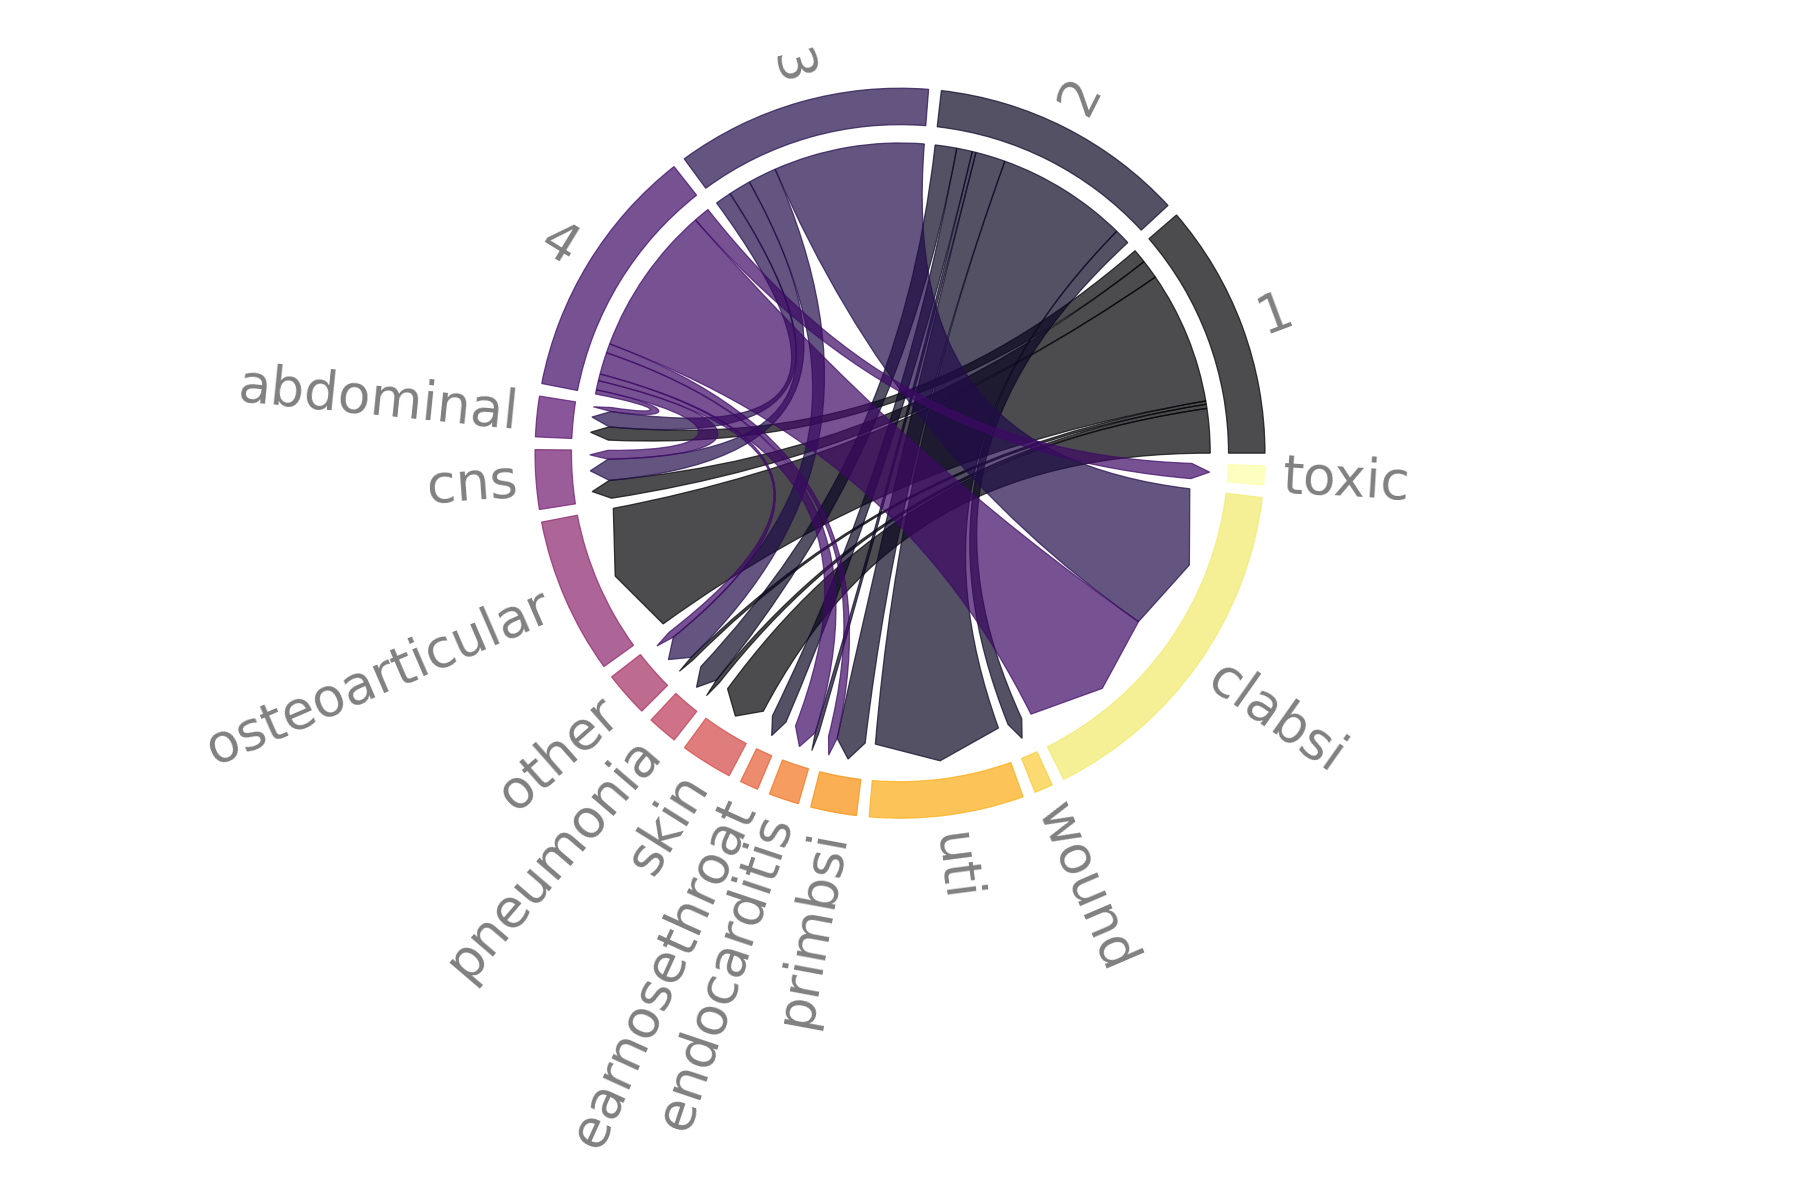 1
2
3
4
abdominal
cns
osteoarticular
other
pneumonia
skin
earnosethroat
endocarditis
primbsi
uti
wound
clabsi
toxic